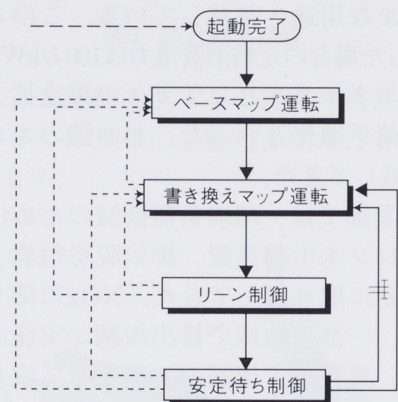 起動完了
ベースマップ運転
書き換えマップ運転
リーン制御
安定待ち制御